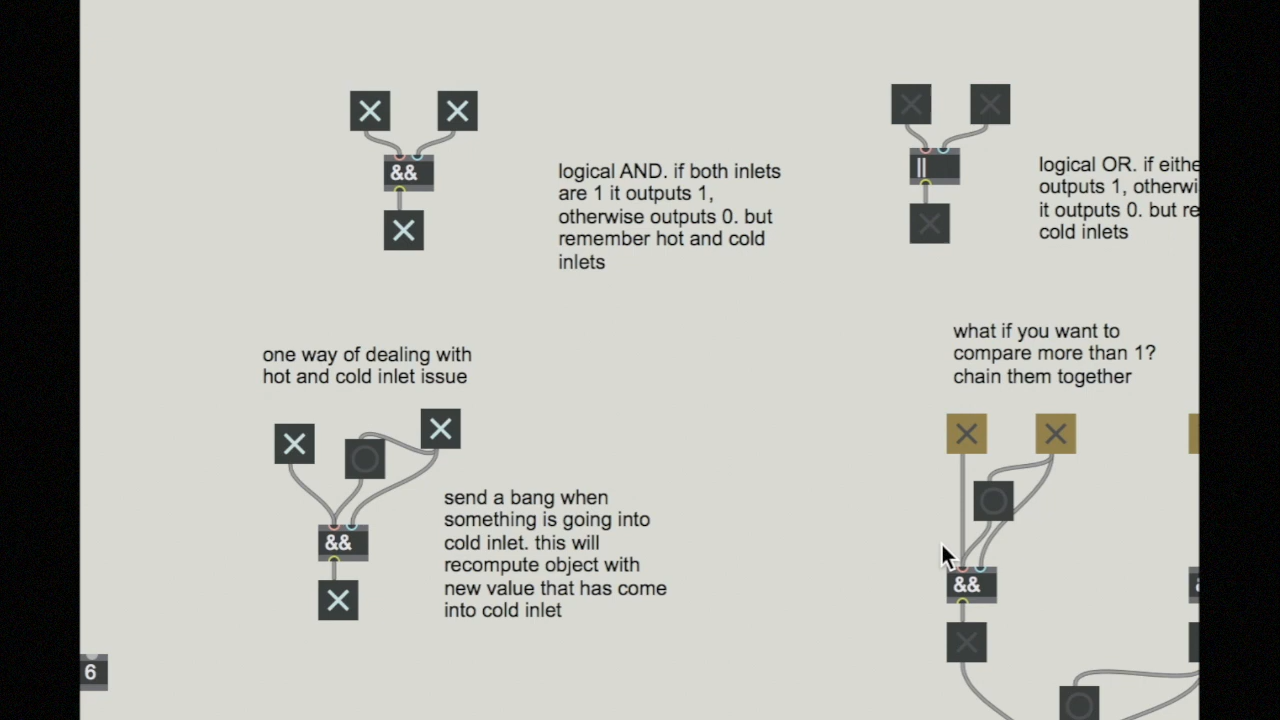 &&
logical AND. if both inlets
are 1 it outputs 1,
otherwise outputs 0. but
remember hot and cold
inlets
||
logical OR. if eithe
outputs 1, otherwi
it outputs 0. but re
cold inlets
one way of dealing with
hot and cold inlet issue
&&
send a bang when
something is going into
cold inlet. this will
recompute object with
new value that has come
into cold inlet
what if you want to
compare more than 1?
chain them together
&&
6